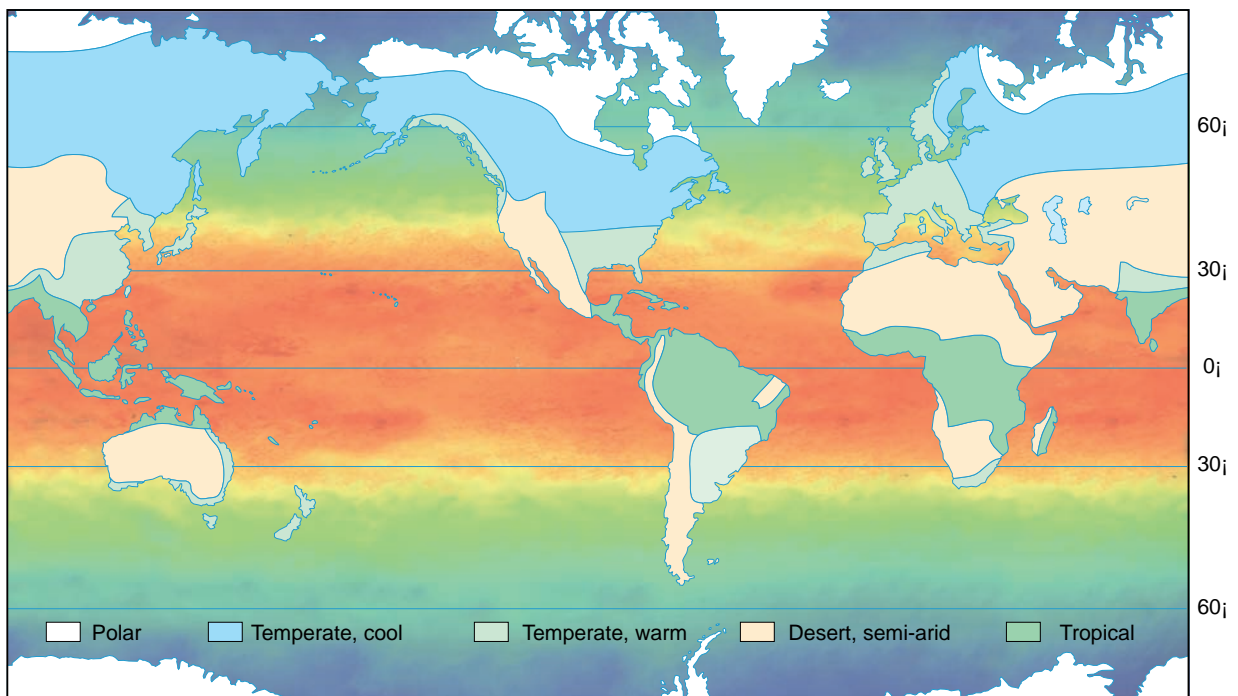 60¡
30¡
0¡
30¡
60¡
Polar
Temperate, cool
Temperate, warm
Desert, semi-arid
Tropical